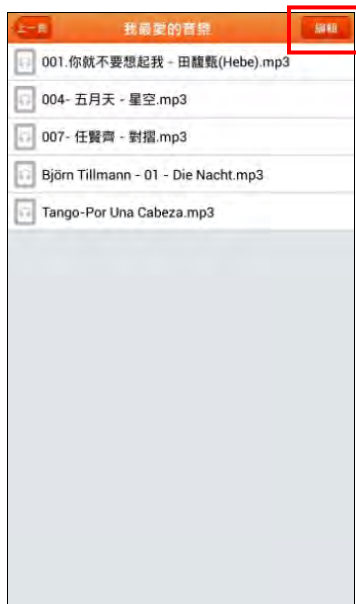 上一頁 我最愛的音樂 編輯
001.你就不要想起我 - 田馥甄(Hebe).mp3
004- 五月天 - 星空.mp3
007- 任賢齊 - 對摺.mp3
Björn Tillmann - 01 - Die Nacht.mp3
Tango-Por Una Cabeza.mp3